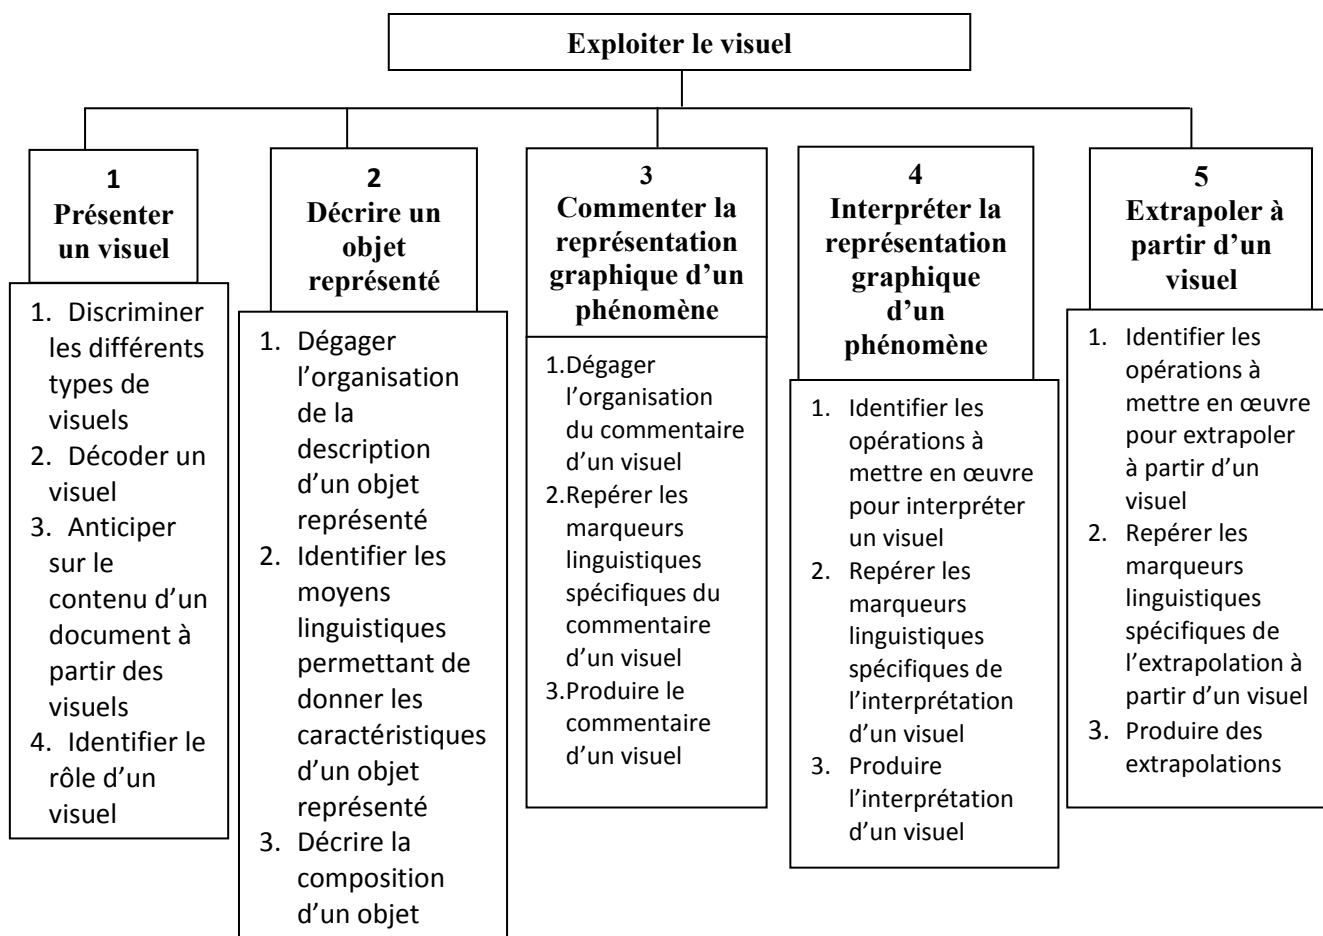 Exploiter le visuel
1
Présenter
un visuel
1. Discriminer
les différents
types de
visuels
2. Décoder un
visuel
3. Anticiper
sur le
contenu d'un
document à
partir des
visuels
4. Identifier le
rôle d'un
visuel
2
Décrire un
objet
représenté
1. Dégager
l'organisation
de la
description
d'un objet
représenté
2. Identifier les
moyens
linguistiques
permettant de
donner les
caractéristiques
d'un objet
représenté
3. Décrire la
composition
d'un objet
3
Commenter la
représentation
graphique d'un
phénomène
1.Dégager
l'organisation
du commentaire
d'un visuel
2.Repérer les
marqueurs
linguistiques
spécifiques du
commentaire
d'un visuel
3.Produire le
commentaire
d'un visuel
4
Interpréter la
représentation
graphique
d'un
phénomène
1. Identifier les
opérations à
mettre en œuvre
pour interpréter
un visuel
2. Repérer les
marqueurs
linguistiques
spécifiques de
l'interprétation
d'un visuel
3. Produire
l'interprétation
d'un visuel
5
Extrapoler à
partir d'un
visuel
1. Identifier les
opérations à
mettre en œuvre
pour extrapoler
à partir d'un
visuel
2. Repérer les
marqueurs
linguistiques
spécifiques de
l'extrapolation à
partir d'un visuel
3. Produire des
extrapolations